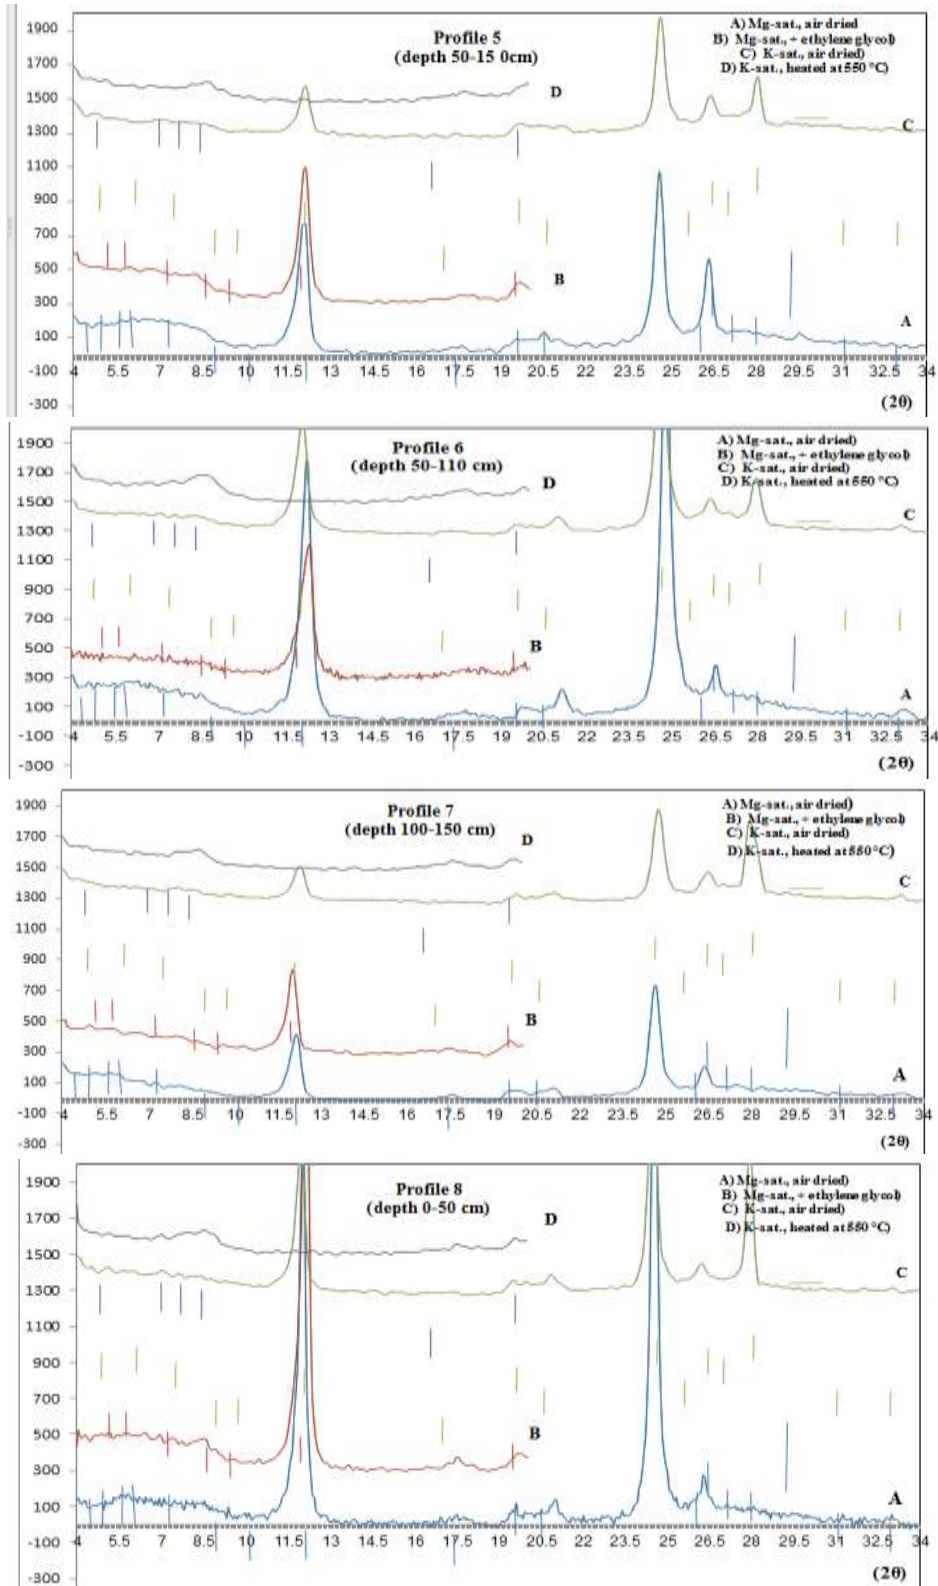 Profile 5
(depth 50-15 0cm)
A) Mg-sat., air dried
B) Mg-sat., + ethylene glycol)
C) K-sat., air dried)
D) K-sat., heated at 550 °C)
1900
1700
1500
1300
1100
900
700
500
300
100
-100
-300
D
C
B
A
4 5.5 7 8.5 10 11.5 13 14.5 16 17.5 19 20.5 22 23.5 25 26.5 28 29.5 31 32.5 34
(2θ)
Profile 6
(depth 50-110 cm)
A) Mg-sat., air dried)
B) Mg-sat., + ethylene glycol)
C) K-sat., air dried)
D) K-sat., heated at 550 °C)
1900
1700
1500
1300
1100
900
700
500
300
100
-100
-300
D
C
B
A
4 5.5 7 8.5 10 11.5 13 14.5 16 17.5 19 20.5 22 23.5 25 26.5 28 29.5 31 32.5 34
(2θ)
Profile 7
(depth 100-150 cm)
A) Mg-sat., air dried)
B) Mg-sat., + ethylene glycol)
C) K-sat., air dried)
D) K-sat., heated at 550°C)
1900
1700
1500
1300
1100
900
700
500
300
100
-100
-300
D
C
B
A
4 5.5 7 8.5 10 11.5 13 14.5 16 17.5 19 20.5 22 23.5 25 26.5 28 29.5 31 32.5 34
(2θ)
Profile 8
(depth 0-50 cm)
A) Mg-sat., air dried)
B) Mg-sat., + ethylene glycol)
C) K-sat., air dried)
D) K-sat., heated at 550 °C)
1900
1700
1500
1300
1100
900
700
500
300
100
-100
-300
D
C
B
A
4 5.5 7 8.5 10 11.5 13 14.5 16 17.5 19 20.5 22 23.5 25 26.5 28 29.5 31 32.5 34
(2θ)